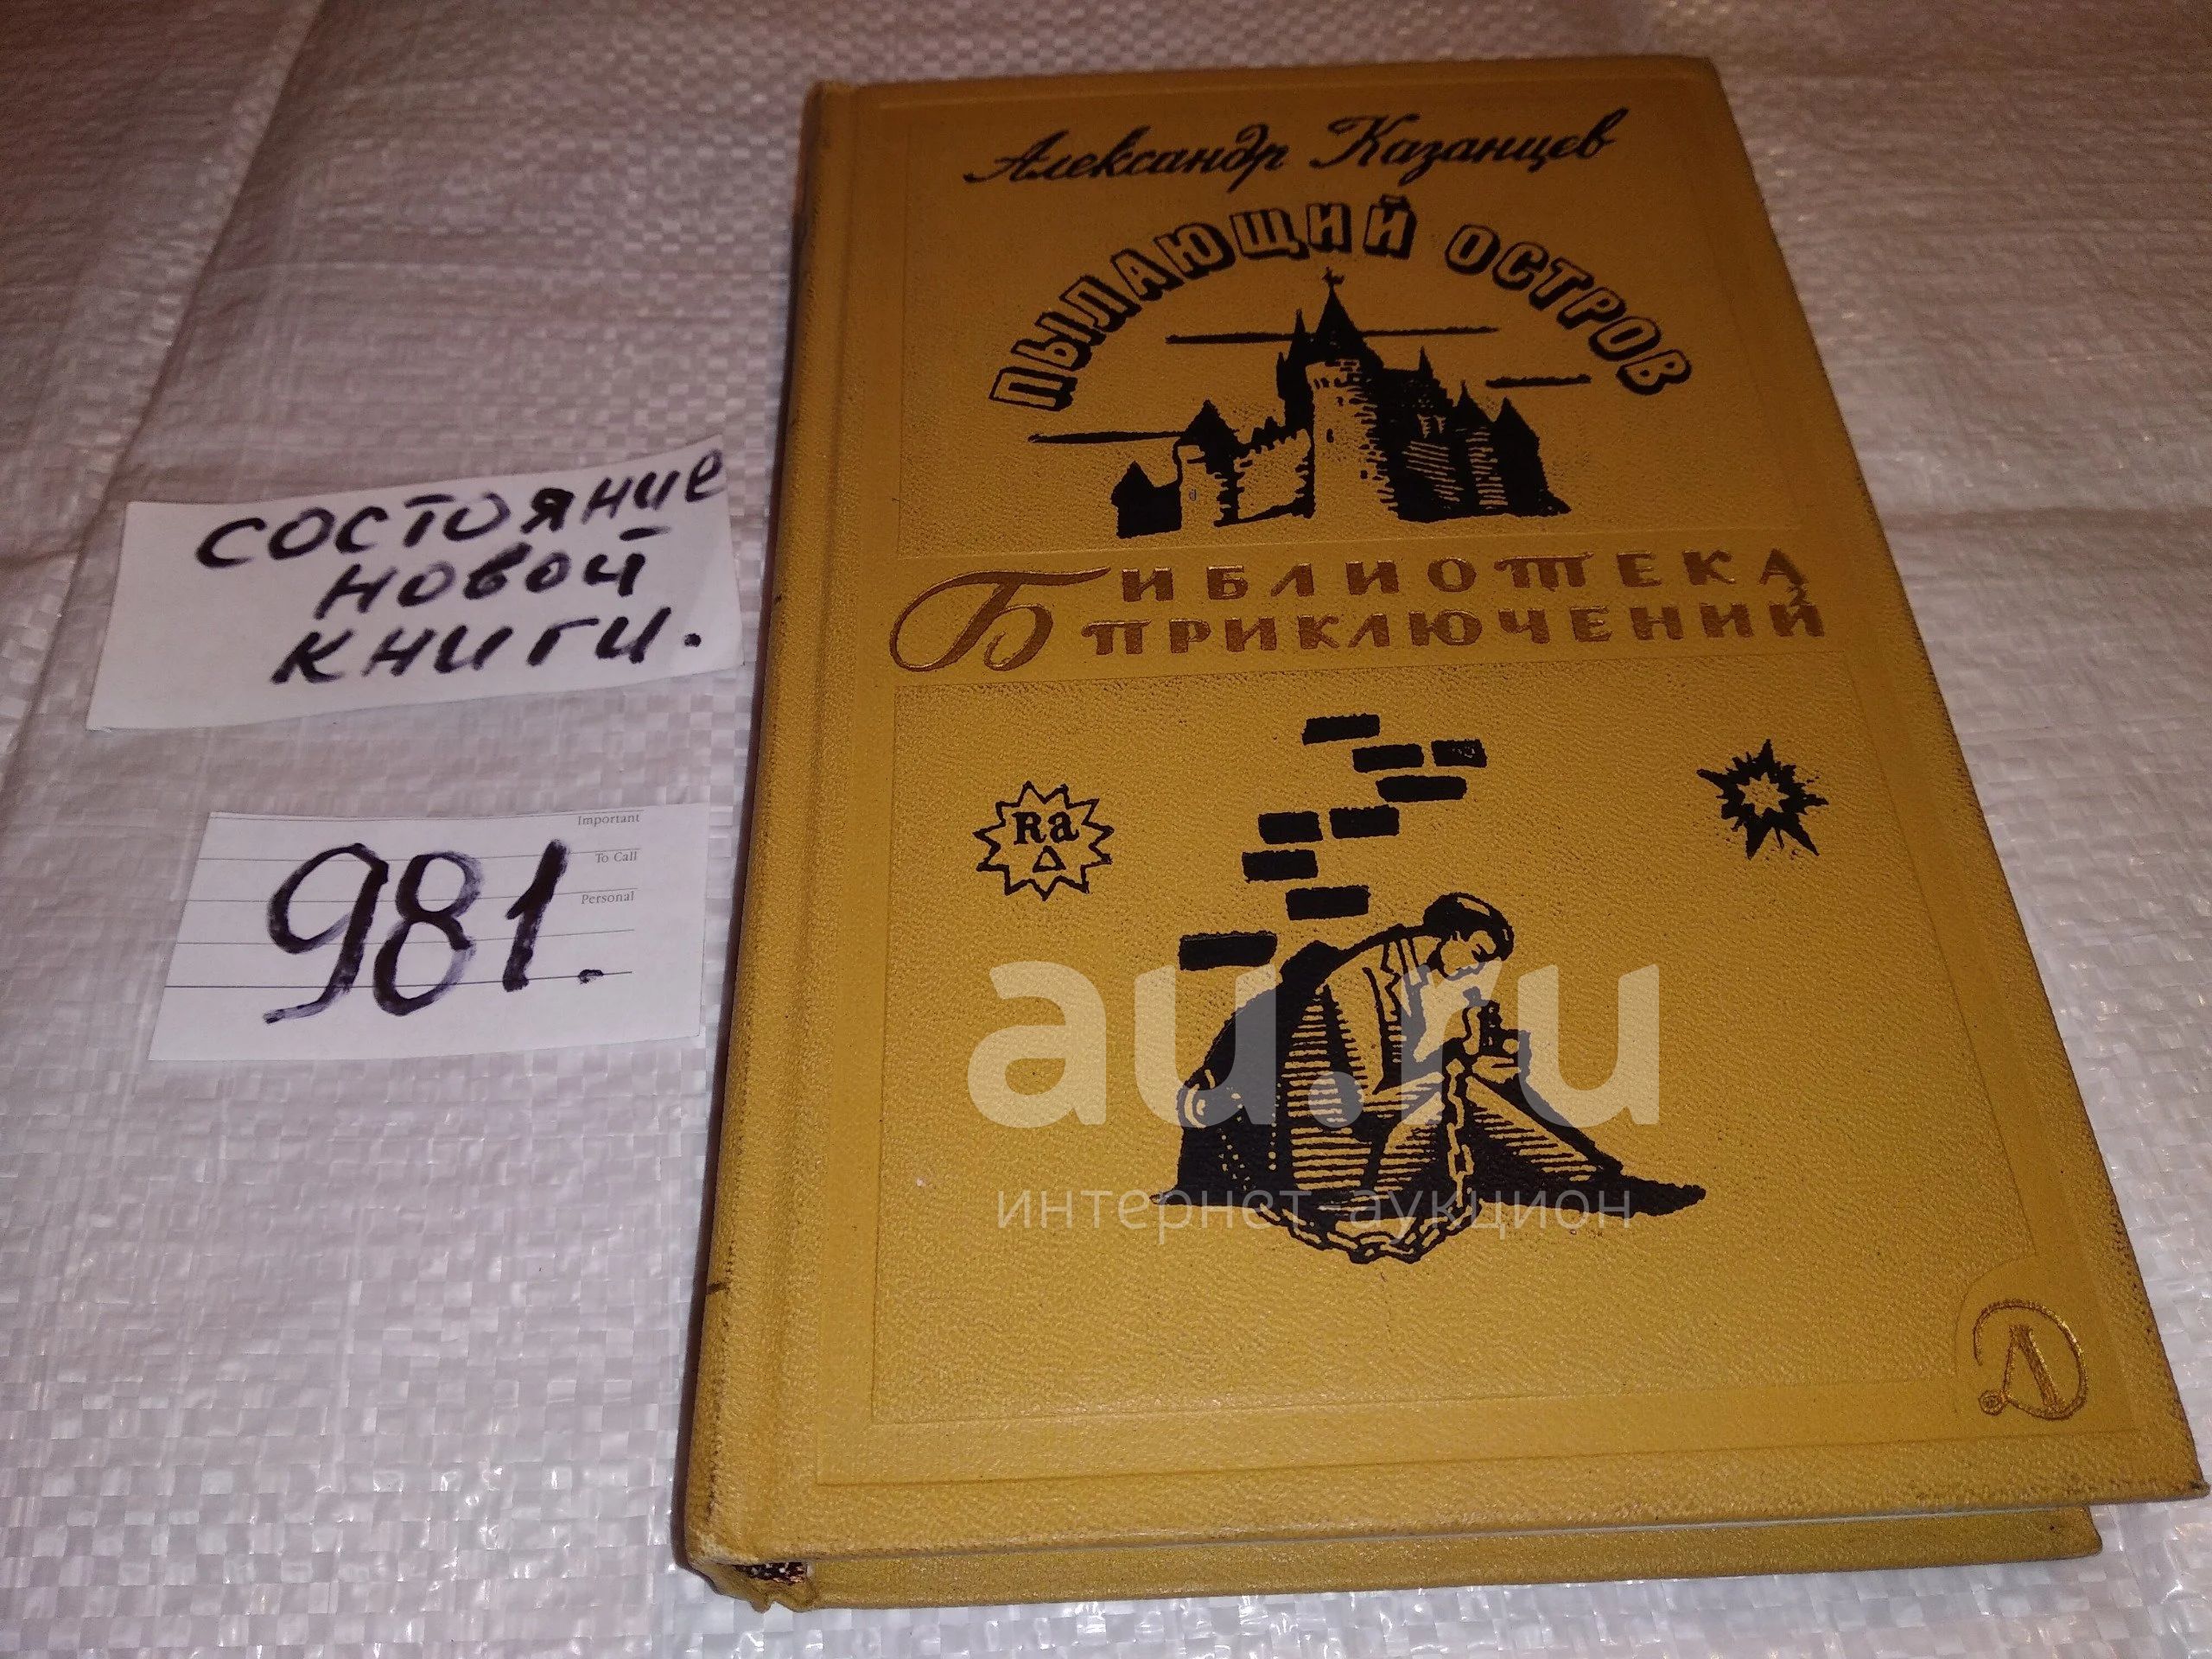 Александр Казанцев
ПЫЛАЮЩИЙ ОСТРОВ
БИБЛИОТЕКА
ПРИКЛЮЧЕНИЙ
состояние
новой
книги.
Important
To Call
Personal
981.
Ra
au.ru
интернет-аукцион
Д